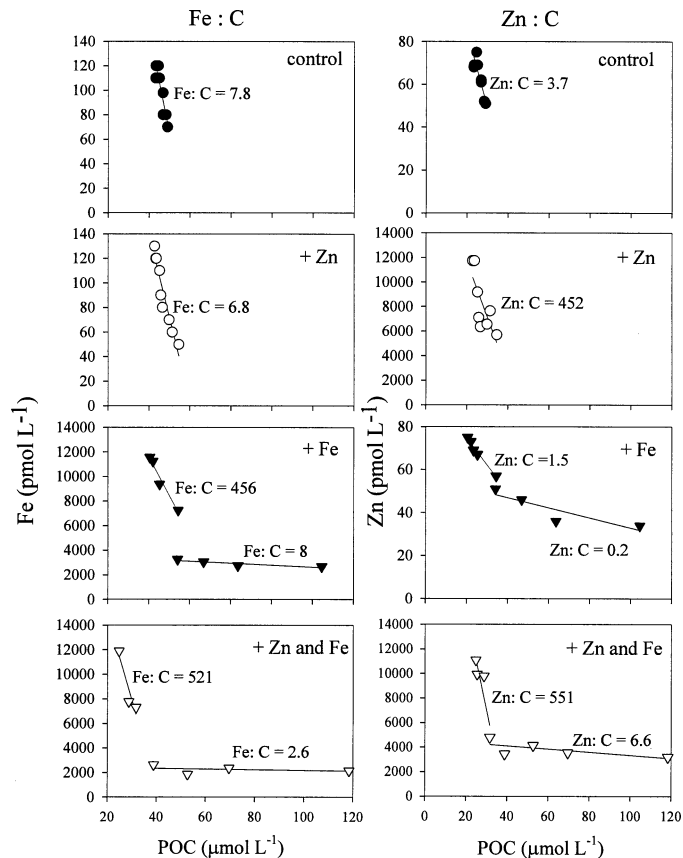 Fe : C
Zn : C
140
120
100
80
60
40
20
0
control
Fe: C = 7.8
80
60
40
20
0
control
Zn: C = 3.7
140
120
100
80
60
40
20
0
+ Zn
Fe: C = 6.8
14000
12000
10000
8000
6000
4000
2000
0
+ Zn
Zn: C = 452
Fe (pmol L-1)
Zn (pmol L-1)
14000
12000
10000
8000
6000
4000
2000
0
+ Fe
Fe: C = 456
Fe: C = 8
80
60
40
20
0
+ Fe
Zn: C =1.5
Zn: C = 0.2
14000
12000
10000
8000
6000
4000
2000
0
+ Zn and Fe
Fe: C = 521
Fe: C = 2.6
14000
12000
10000
8000
6000
4000
2000
0
+ Zn and Fe
Zn: C = 551
Zn: C = 6.6
0 20 40 60 80 100 120
0 20 40 60 80 100 120
POC (μmol L-1)
POC (μmol L-1)